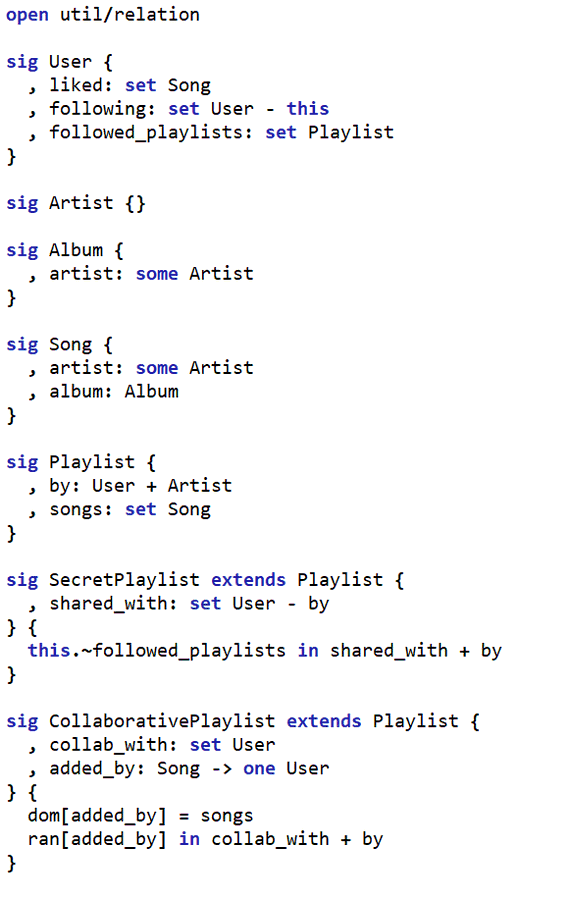 open util/relation
sig User {
, liked: set Song
, following: set User - this
, followed_playlists: set Playlist
}
sig Artist {}
sig Album {
, artist: some Artist
}
sig Song {
, artist: some Artist
, album: Album
}
sig Playlist {
, by: User + Artist
, songs: set Song
}
sig SecretPlaylist extends Playlist {
, shared_with: set User - by
} {
this.~followed_playlists in shared_with + by
}
sig CollaborativePlaylist extends Playlist {
, collab_with: set User
, added_by: Song -> one User
} {
dom[added_by] = songs
ran[added_by] in collab_with + by
}